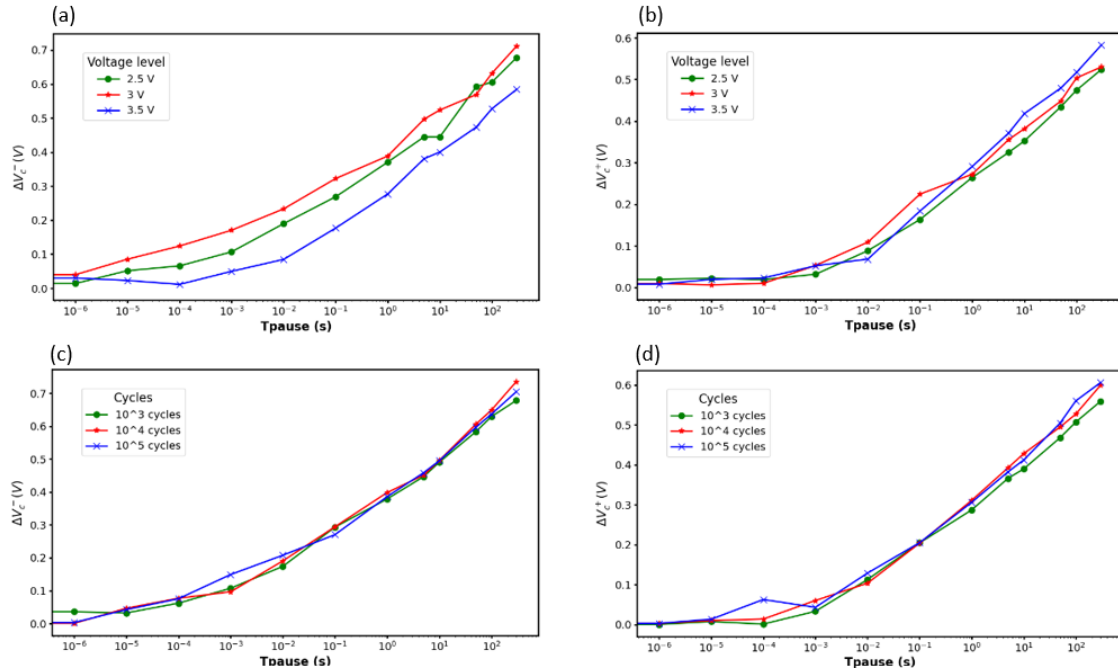 (a)
0.7
0.6
0.5
0.4
0.3
0.2
0.1
0.0
ΔV_c^-(V)
Voltage level
2.5 V
3 V
3.5 V
10^-6 10^-5 10^-4 10^-3 10^-2 10^-1 10^0 10^1 10^2
Tpause (s)
(b)
0.6
0.5
0.4
0.3
0.2
0.1
0.0
ΔV_c^+(V)
Voltage level
2.5 V
3 V
3.5 V
10^-6 10^-5 10^-4 10^-3 10^-2 10^-1 10^0 10^1 10^2
Tpause (s)
(c)
0.7
0.6
0.5
0.4
0.3
0.2
0.1
0.0
ΔV_c^-(V)
Cycles
10^3 cycles
10^4 cycles
10^5 cycles
10^-6 10^-5 10^-4 10^-3 10^-2 10^-1 10^0 10^1 10^2
Tpause (s)
(d)
0.6
0.5
0.4
0.3
0.2
0.1
0.0
ΔV_c^+(V)
Cycles
10^3 cycles
10^4 cycles
10^5 cycles
10^-6 10^-5 10^-4 10^-3 10^-2 10^-1 10^0 10^1 10^2
Tpause (s)